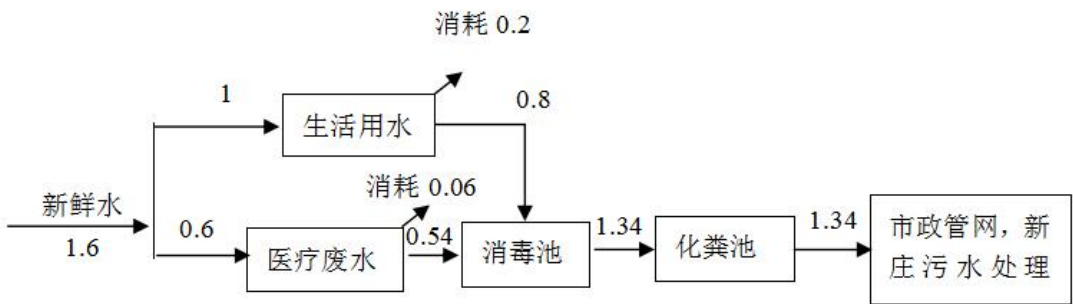 消耗 0.2
1
生活用水
0.8
新鲜水
1.6
消耗 0.06
0.6
医疗废水
0.54
消毒池
1.34
化粪池
1.34
市政管网，新
庄污水处理